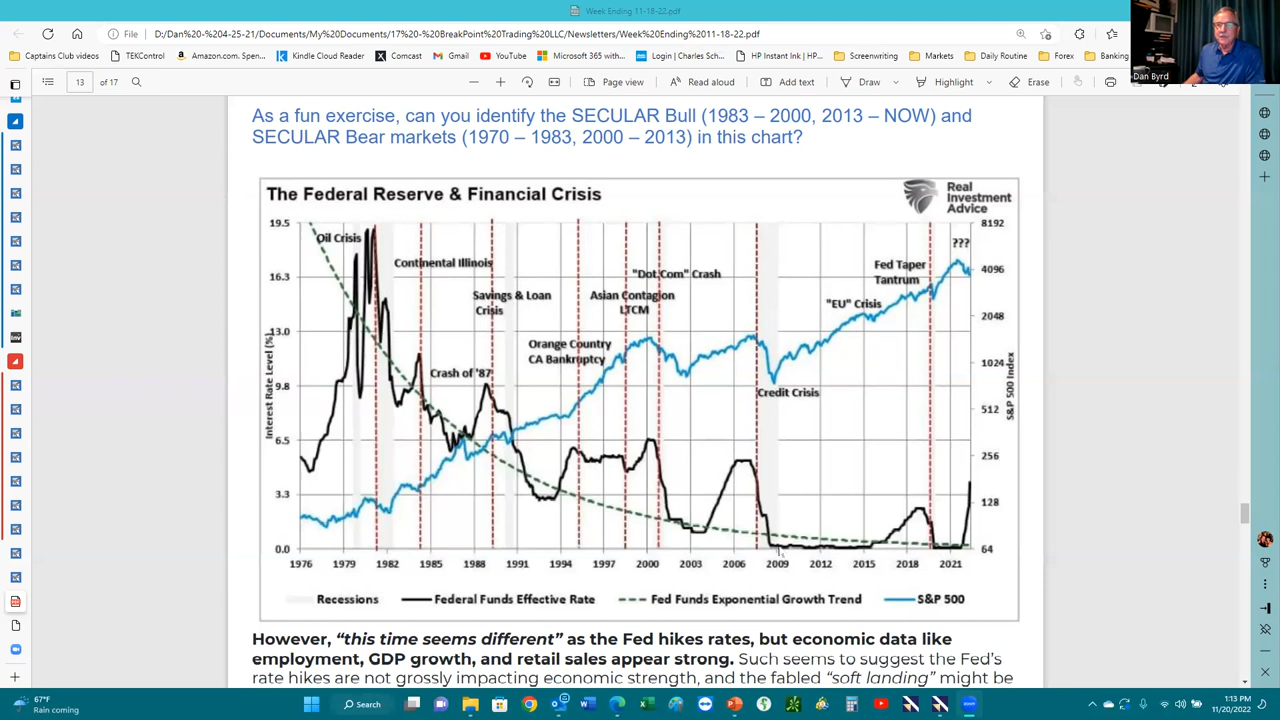 Week Ending 11-18-22.pdf
File
D:/Dan%20-%204-25-21/Documents/My%20Documents/17%20-%20BreakPoint%20Trading%20LLC/Newsletters/Week%20Ending%2011-18-22.pdf
Captains Club videos
TEKControl
Amazon.com. Spen...
Kindle Cloud Reader
Comcast
Gmail
YouTube
Microsoft 365 with...
Login | Charles Sch...
HP Instant Ink | HP...
Screenwriting
Markets
Daily Routine
Forex
Banking
Dan Byrd
13 of 17
Page view
Read aloud
Add text
Draw
Highlight
Erase
As a fun exercise, can you identify the SECULAR Bull (1983 – 2000, 2013 – NOW) and
SECULAR Bear markets (1970 – 1983, 2000 – 2013) in this chart?
The Federal Reserve & Financial Crisis
Real
Investment
Advice
19.5
16.3
13.0
9.8
6.5
3.3
0.0
Interest Rate Level (%)
Oil Crisis
Continental Illinois
Savings & Loan
Crisis
Crash of '87
Orange Country
CA Bankruptcy
"Dot Com" Crash
Asian Contagion
LTCM
Credit Crisis
"EU" Crisis
Fed Taper
Tantrum
???
8192
4096
2048
1024
512
256
128
64
S&P 500 Index
1976 1979 1982 1985 1988 1991 1994 1997 2000 2003 2006 2009 2012 2015 2018 2021
Recessions
Federal Funds Effective Rate
Fed Funds Exponential Growth Trend
S&P 500
However, “this time seems different” as the Fed hikes rates, but economic data like
employment, GDP growth, and retail sales appear strong. Such seems to suggest the Fed’s
rate hikes are not grossly impacting economic strength, and the fabled “soft landing” might be
67°F
Rain coming
Search
1:13 PM
11/20/2022